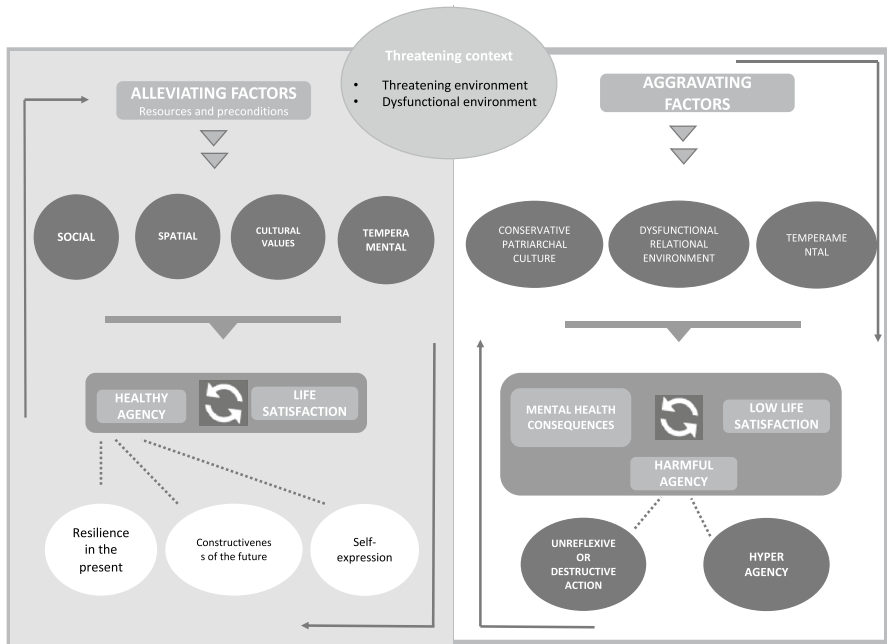 Threatening context
• Threatening environment
• Dysfunctional environment
ALLEVIATING FACTORS
Resources and preconditions
SOCIAL
SPATIAL
CULTURAL
VALUES
TEMPERA
MENTAL
HEALTHY
AGENCY
LIFE
SATISFACTION
Resilience
in the
present
Constructivenes
s of the future
Self-
expression
AGGRAVATING
FACTORS
CONSERVATIVE
PATRIARCHAL
CULTURE
DYSFUNCTIONAL
RELATIONAL
ENVIRONMENT
TEMPERAME
NTAL
MENTAL HEALTH
CONSEQUENCES
LOW LIFE
SATISFACTION
HARMFUL
AGENCY
UNREFLEXIVE
OR
DESTRUCTIVE
ACTION
HYPER
AGENCY